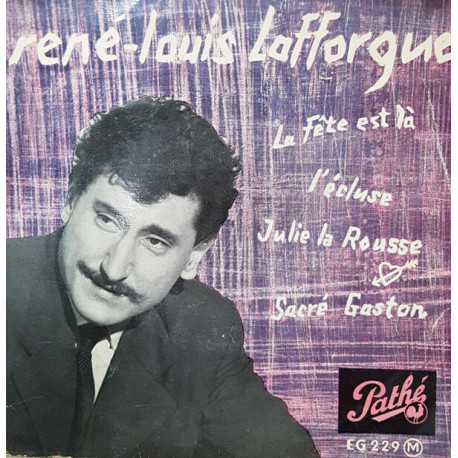 rené-louis Lafforgue
La Fête est là
l'écluse
Julie la Rousse
Sacré Gaston
Pathé
EG 229 M